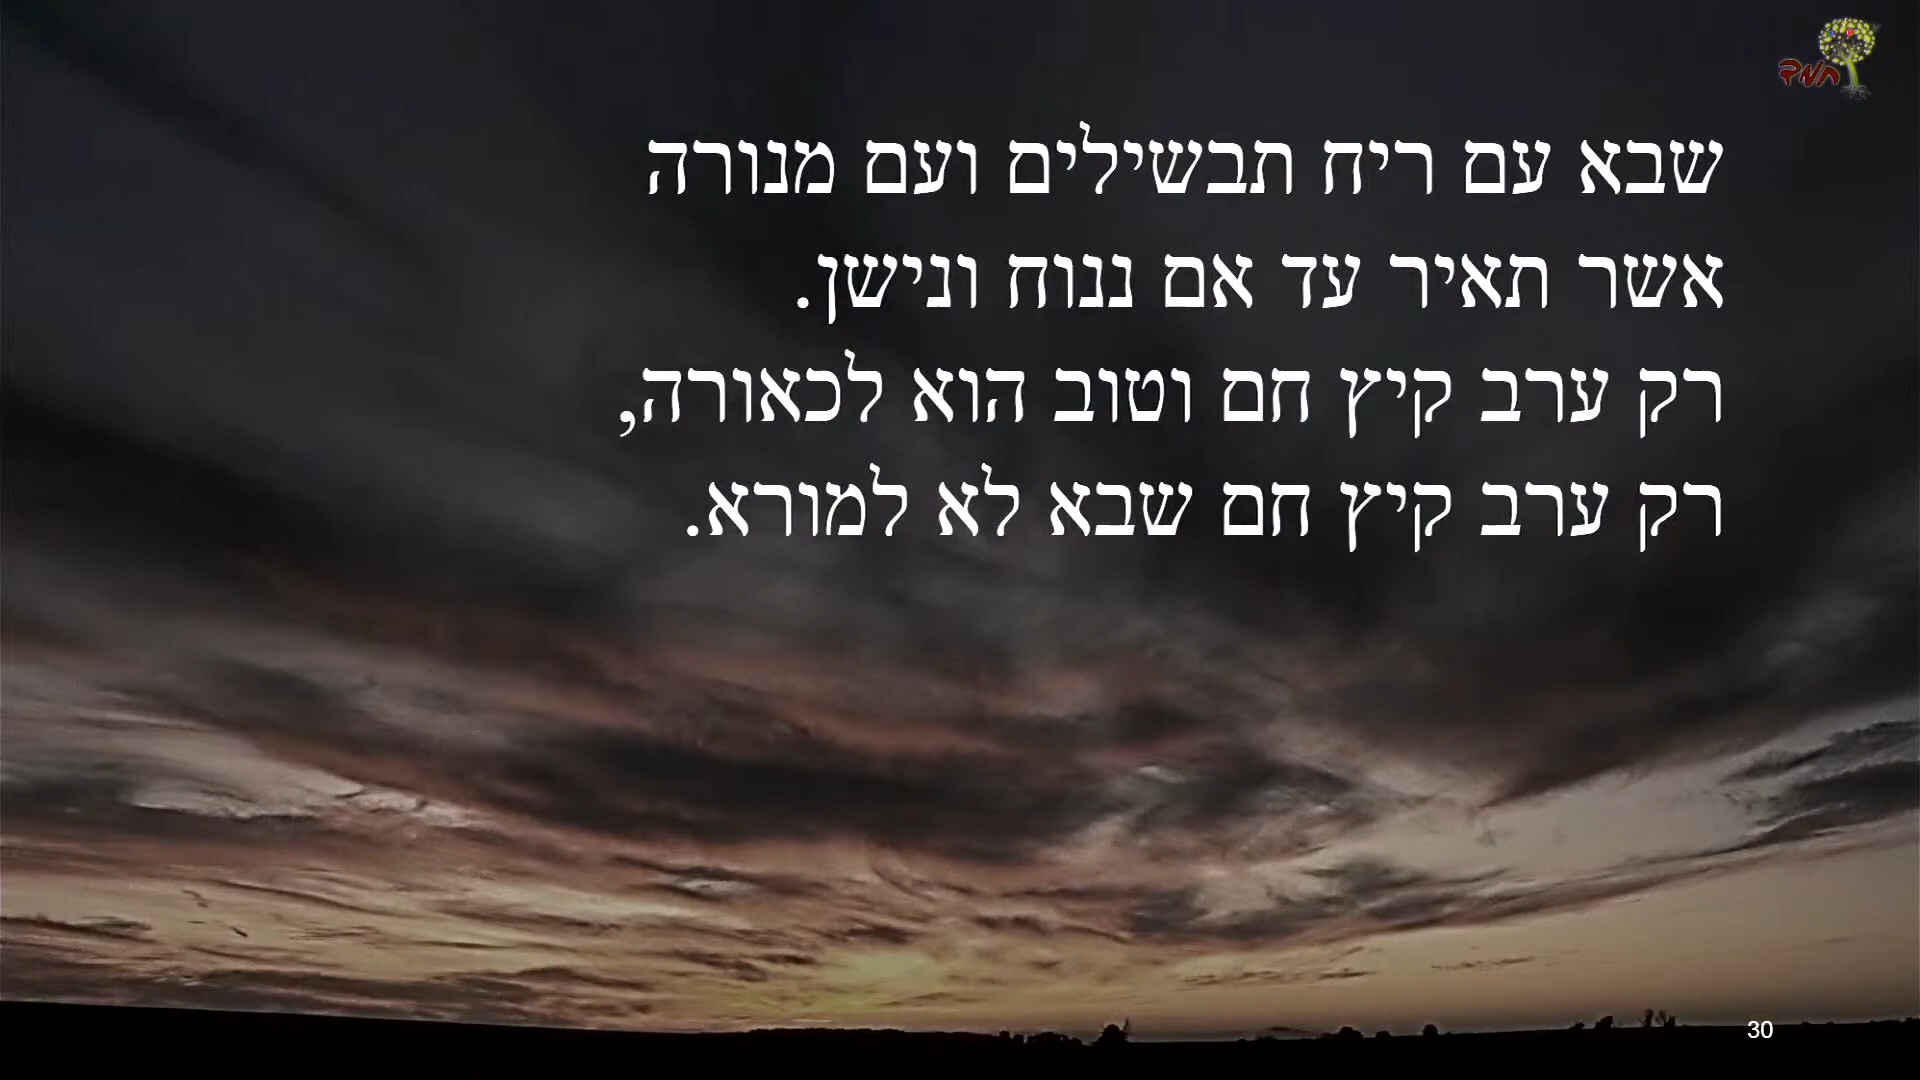 תמך
שבא עם ריח תבשילים ועם מנורה
אשר תאיר עד אם ננוח ונישן.
רק ערב קיץ חם וטוב הוא לכאורה,
רק ערב קיץ חם שבא לא למורא.
30